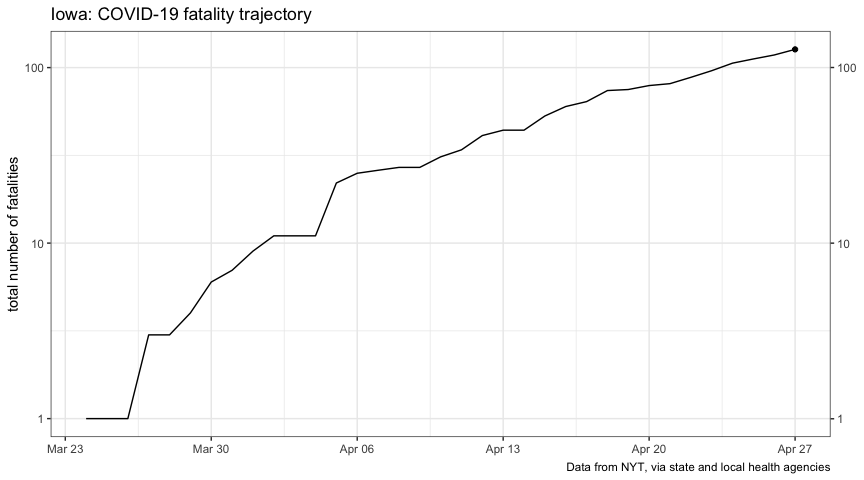 Iowa: COVID-19 fatality trajectory
total number of fatalities
100
10
1
100
10
1
Mar 23
Mar 30
Apr 06
Apr 13
Apr 20
Apr 27
Data from NYT, via state and local health agencies